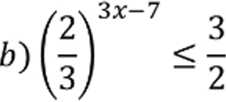 b) (2/3)^{3x−7} ≤ 3/2